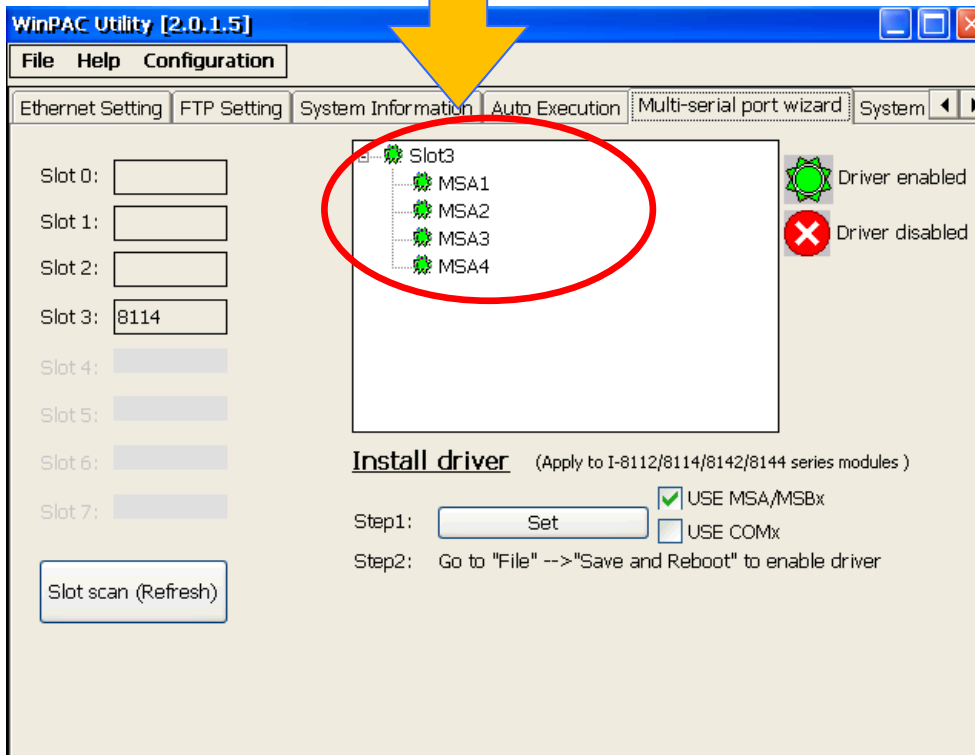 WinPAC Utility [2.0.1.5]
File Help Configuration
Ethernet Setting FTP Setting System Information Auto Execution Multi-serial port wizard System
Slot 0:
Slot 1:
Slot 2:
Slot 3: 8114
Slot 4:
Slot 5:
Slot 6:
Slot 7:
Slot scan (Refresh)
Slot3
MSA1
MSA2
MSA3
MSA4
Driver enabled
Driver disabled
Install driver (Apply to I-8112/8114/8142/8144 series modules )
Step1: Set
USE MSA/MSBx
USE COMx
Step2: Go to "File" -->"Save and Reboot" to enable driver